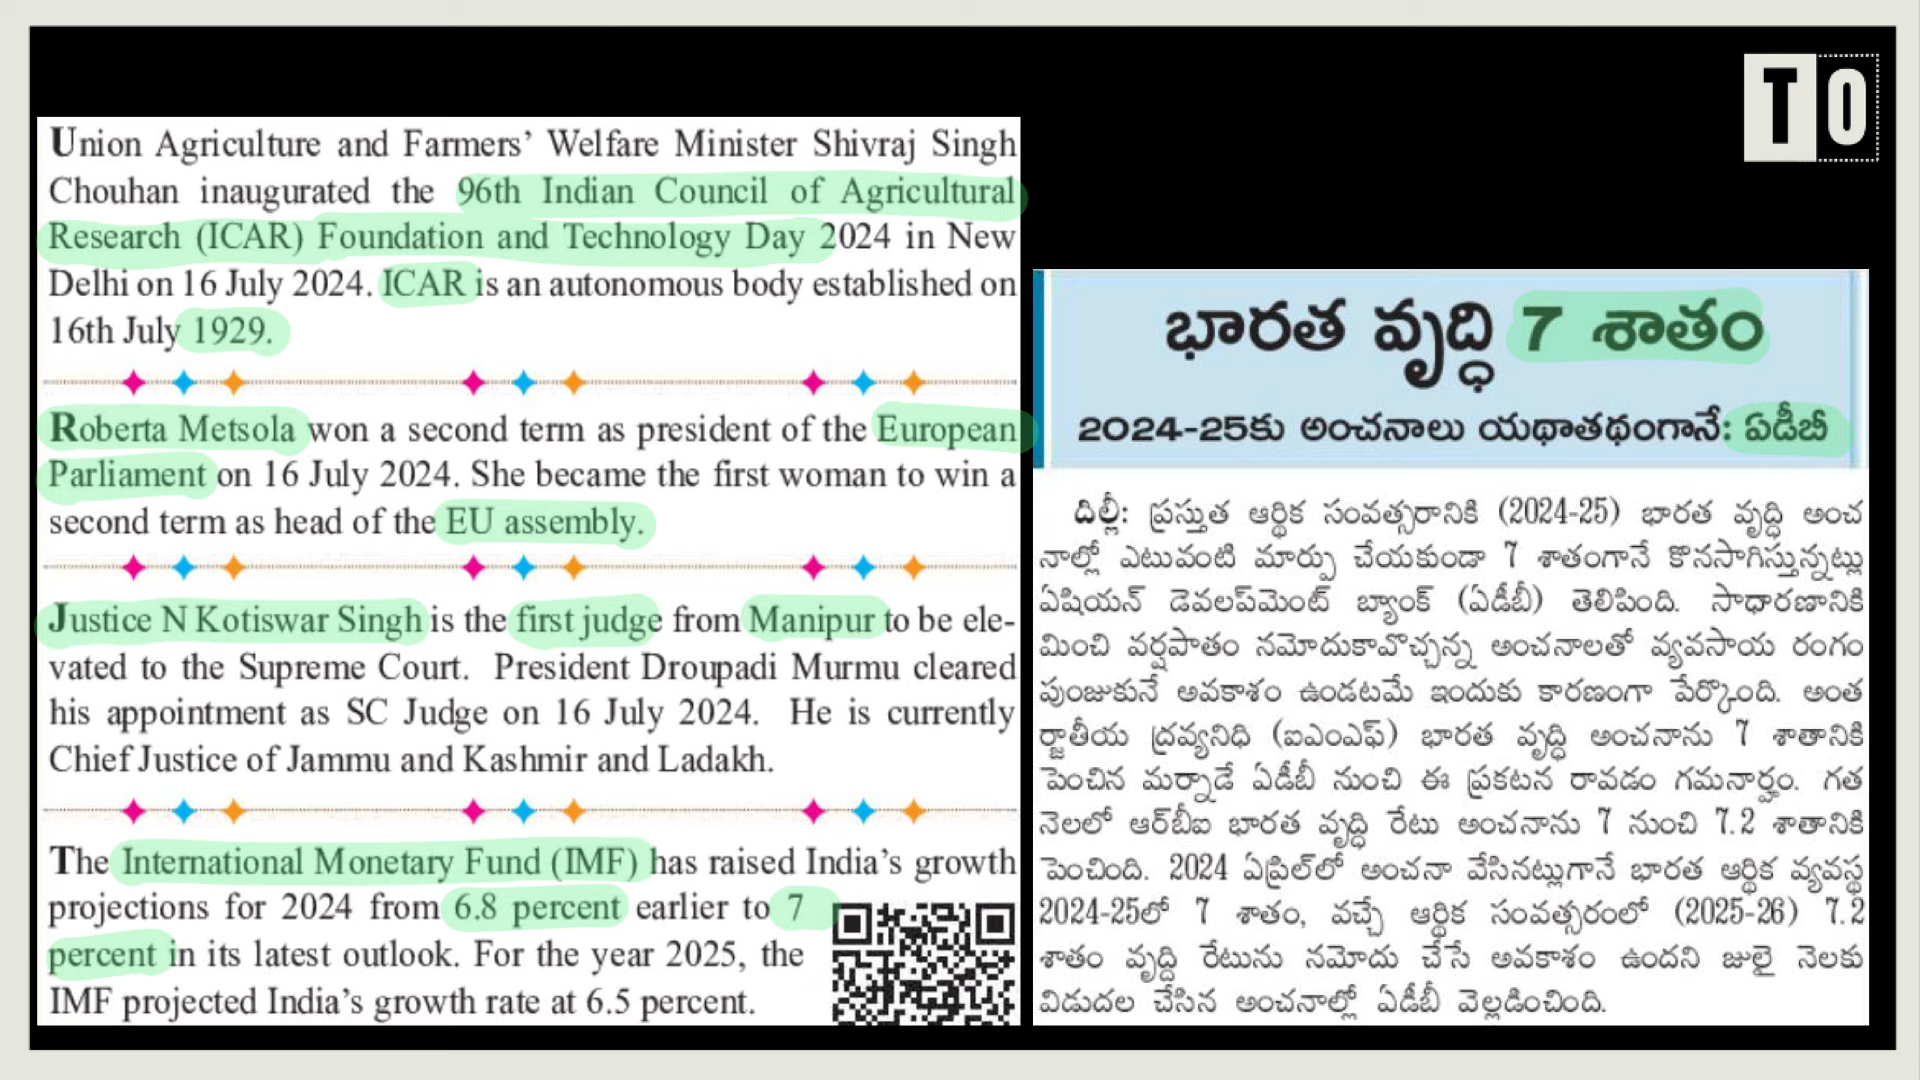 TO
Union Agriculture and Farmers’ Welfare Minister Shivraj Singh
Chouhan inaugurated the 96th Indian Council of Agricultural
Research (ICAR) Foundation and Technology Day 2024 in New
Delhi on 16 July 2024. ICAR is an autonomous body established on
16th July 1929.
Roberta Metsola won a second term as president of the European
Parliament on 16 July 2024. She became the first woman to win a
second term as head of the EU assembly.
Justice N Kotiswar Singh is the first judge from Manipur to be ele-
vated to the Supreme Court. President Droupadi Murmu cleared
his appointment as SC Judge on 16 July 2024. He is currently
Chief Justice of Jammu and Kashmir and Ladakh.
The International Monetary Fund (IMF) has raised India’s growth
projections for 2024 from 6.8 percent earlier to 7
percent in its latest outlook. For the year 2025, the
IMF projected India’s growth rate at 6.5 percent.
భారత వృద్ధి 7 శాతం
2024-25కు అంచనాలు యథాతథంగానే: ఏడీబీ
దిల్లీ: ప్రస్తుత ఆర్థిక సంవత్సరానికి (2024-25) భారత వృద్ధి అంచ
నాల్లో ఎటువంటి మార్పు చేయకుండా 7 శాతంగానే కొనసాగిస్తున్నట్లు
ఏషియన్ డెవలప్‌మెంట్ బ్యాంక్ (ఏడీబీ) తెలిపింది. సాధారణానికి
మించి వర్షపాతం నమోదుకావొచ్చన్న అంచనాలతో వ్యవసాయ రంగం
పుంజుకునే అవకాశం ఉండటమే ఇందుకు కారణంగా పేర్కొంది. అంత
ర్జాతీయ ద్రవ్యనిధి (ఐఎంఎఫ్) భారత వృద్ధి అంచనాను 7 శాతానికి
పెంచిన మర్నాడే ఏడీబీ నుంచి ఈ ప్రకటన రావడం గమనార్హం. గత
నెలలో ఆర్‌బీఐ భారత వృద్ధి రేటు అంచనాను 7 నుంచి 7.2 శాతానికి
పెంచింది. 2024 ఏప్రిల్‌లో అంచనా వేసినట్లుగానే భారత ఆర్థిక వ్యవస్థ
2024-25లో 7 శాతం, వచ్చే ఆర్థిక సంవత్సరంలో (2025-26) 7.2
శాతం వృద్ధి రేటును నమోదు చేసే అవకాశం ఉందని జులై నెలకు
విడుదల చేసిన అంచనాల్లో ఏడీబీ వెల్లడించింది.